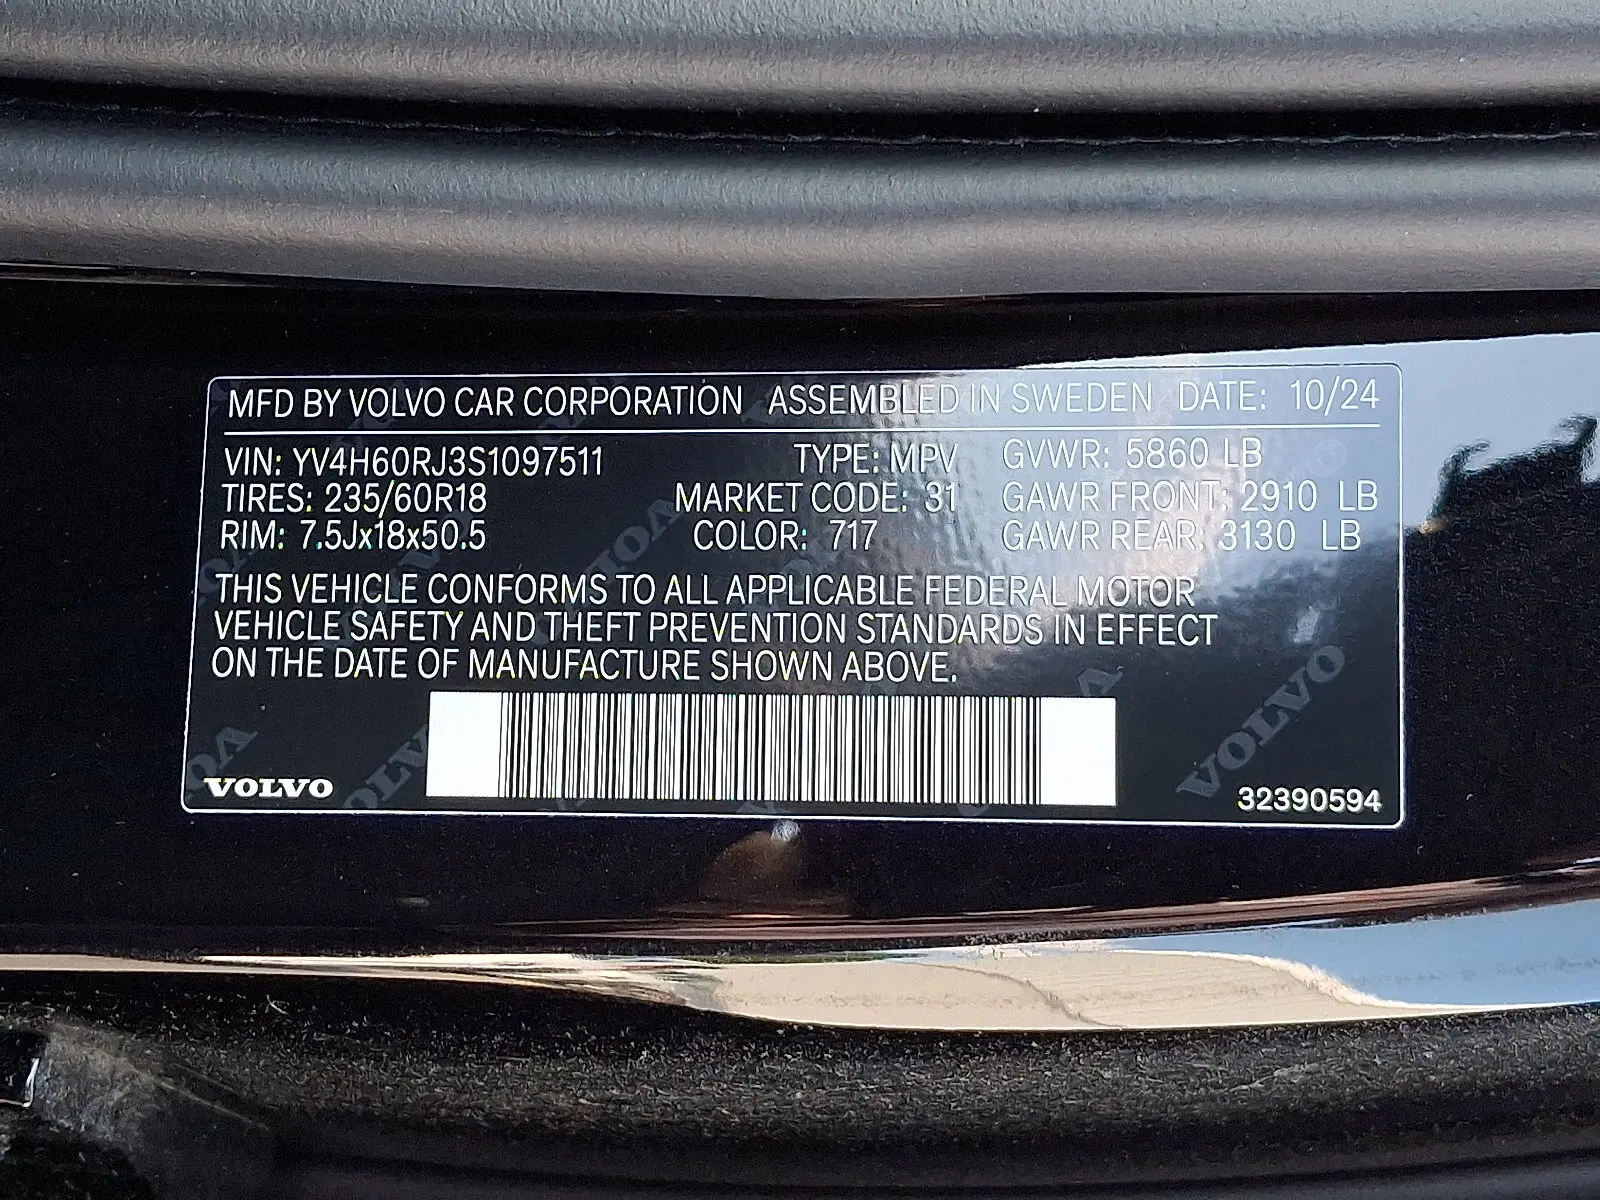 MFD BY VOLVO CAR CORPORATION ASSEMBLED IN SWEDEN DATE: 10/24
VIN: YV4H60RJ3S1097511 TYPE: MPV GVWR: 5860 LB
TIRES: 235/60R18 MARKET CODE: 31 GAWR FRONT: 2910 LB
RIM: 7.5Jx18x50.5 COLOR: 717 GAWR REAR: 3130 LB
THIS VEHICLE CONFORMS TO ALL APPLICABLE FEDERAL MOTOR
VEHICLE SAFETY AND THEFT PREVENTION STANDARDS IN EFFECT
ON THE DATE OF MANUFACTURE SHOWN ABOVE.
VOLVO 32390594